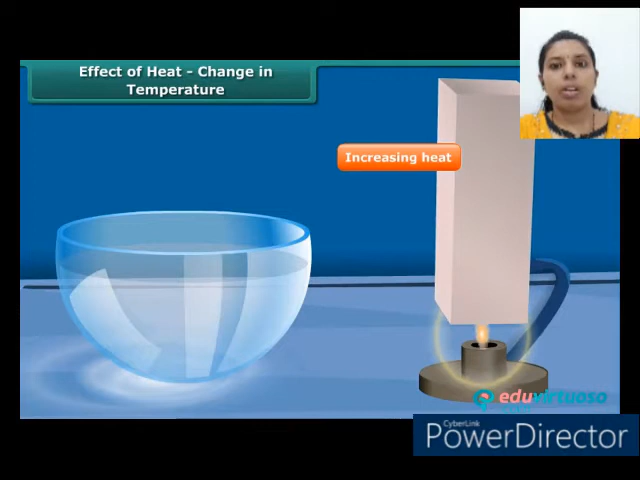 Effect of Heat - Change in
Temperature
Increasing heat
eduvirtuoso
CyberLink
PowerDirector